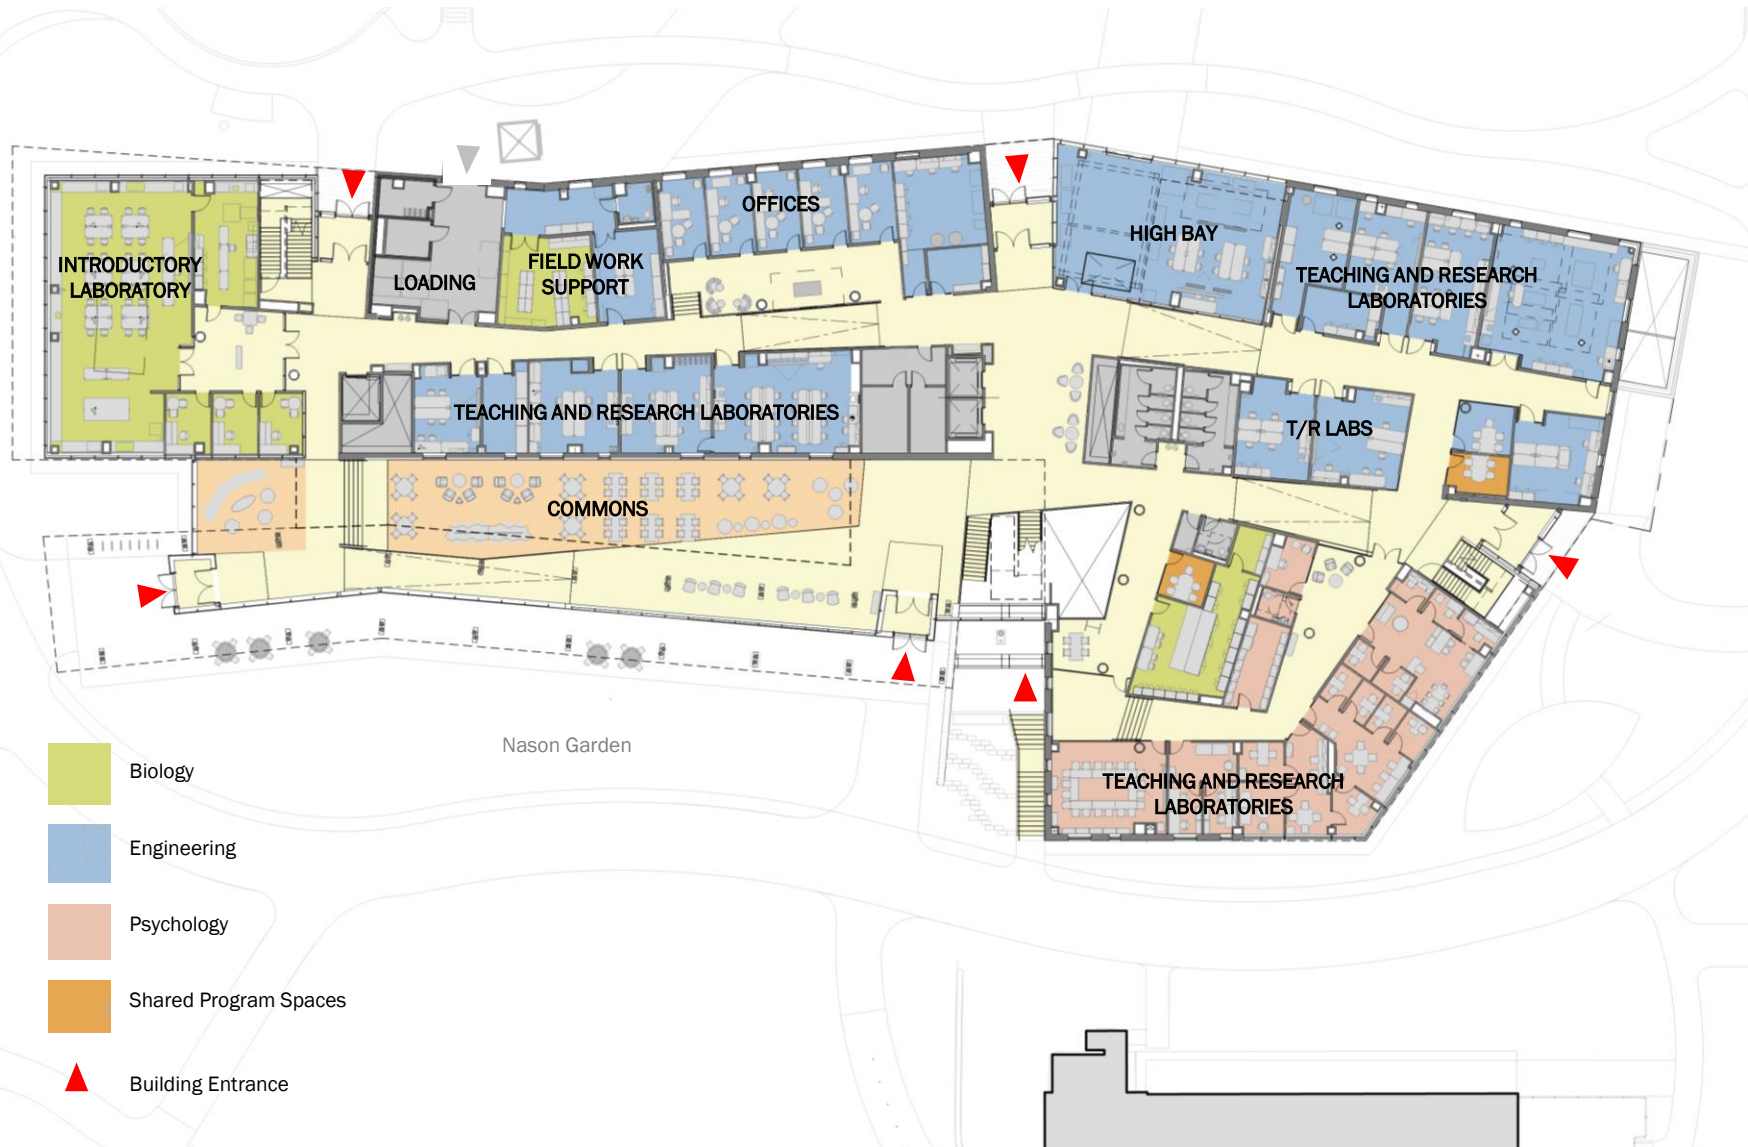 OFFICES
HIGH BAY
INTRODUCTORY
LABORATORY
LOADING
FIELD WORK
SUPPORT
TEACHING AND RESEARCH
LABORATORIES
TEACHING AND RESEARCH LABORATORIES
T/R LABS
COMMONS
Nason Garden
TEACHING AND RESEARCH
LABORATORIES
Biology
Engineering
Psychology
Shared Program Spaces
Building Entrance